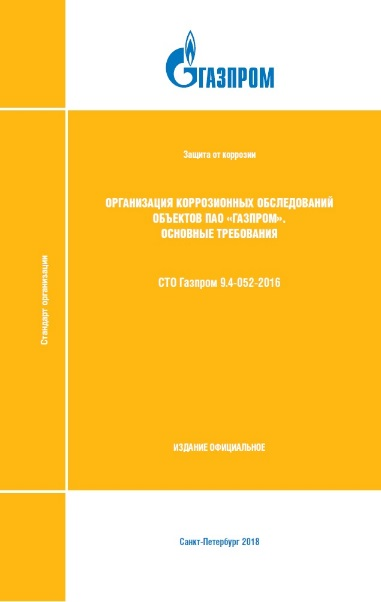 ГАЗПРОМ
Защита от коррозии
ОРГАНИЗАЦИЯ КОРРОЗИОННЫХ ОБСЛЕДОВАНИЙ
ОБЪЕКТОВ ПАО «ГАЗПРОМ».
ОСНОВНЫЕ ТРЕБОВАНИЯ
СТО Газпром 9.4-052-2016
Стандарт организации
ИЗДАНИЕ ОФИЦИАЛЬНОЕ
Санкт-Петербург 2018